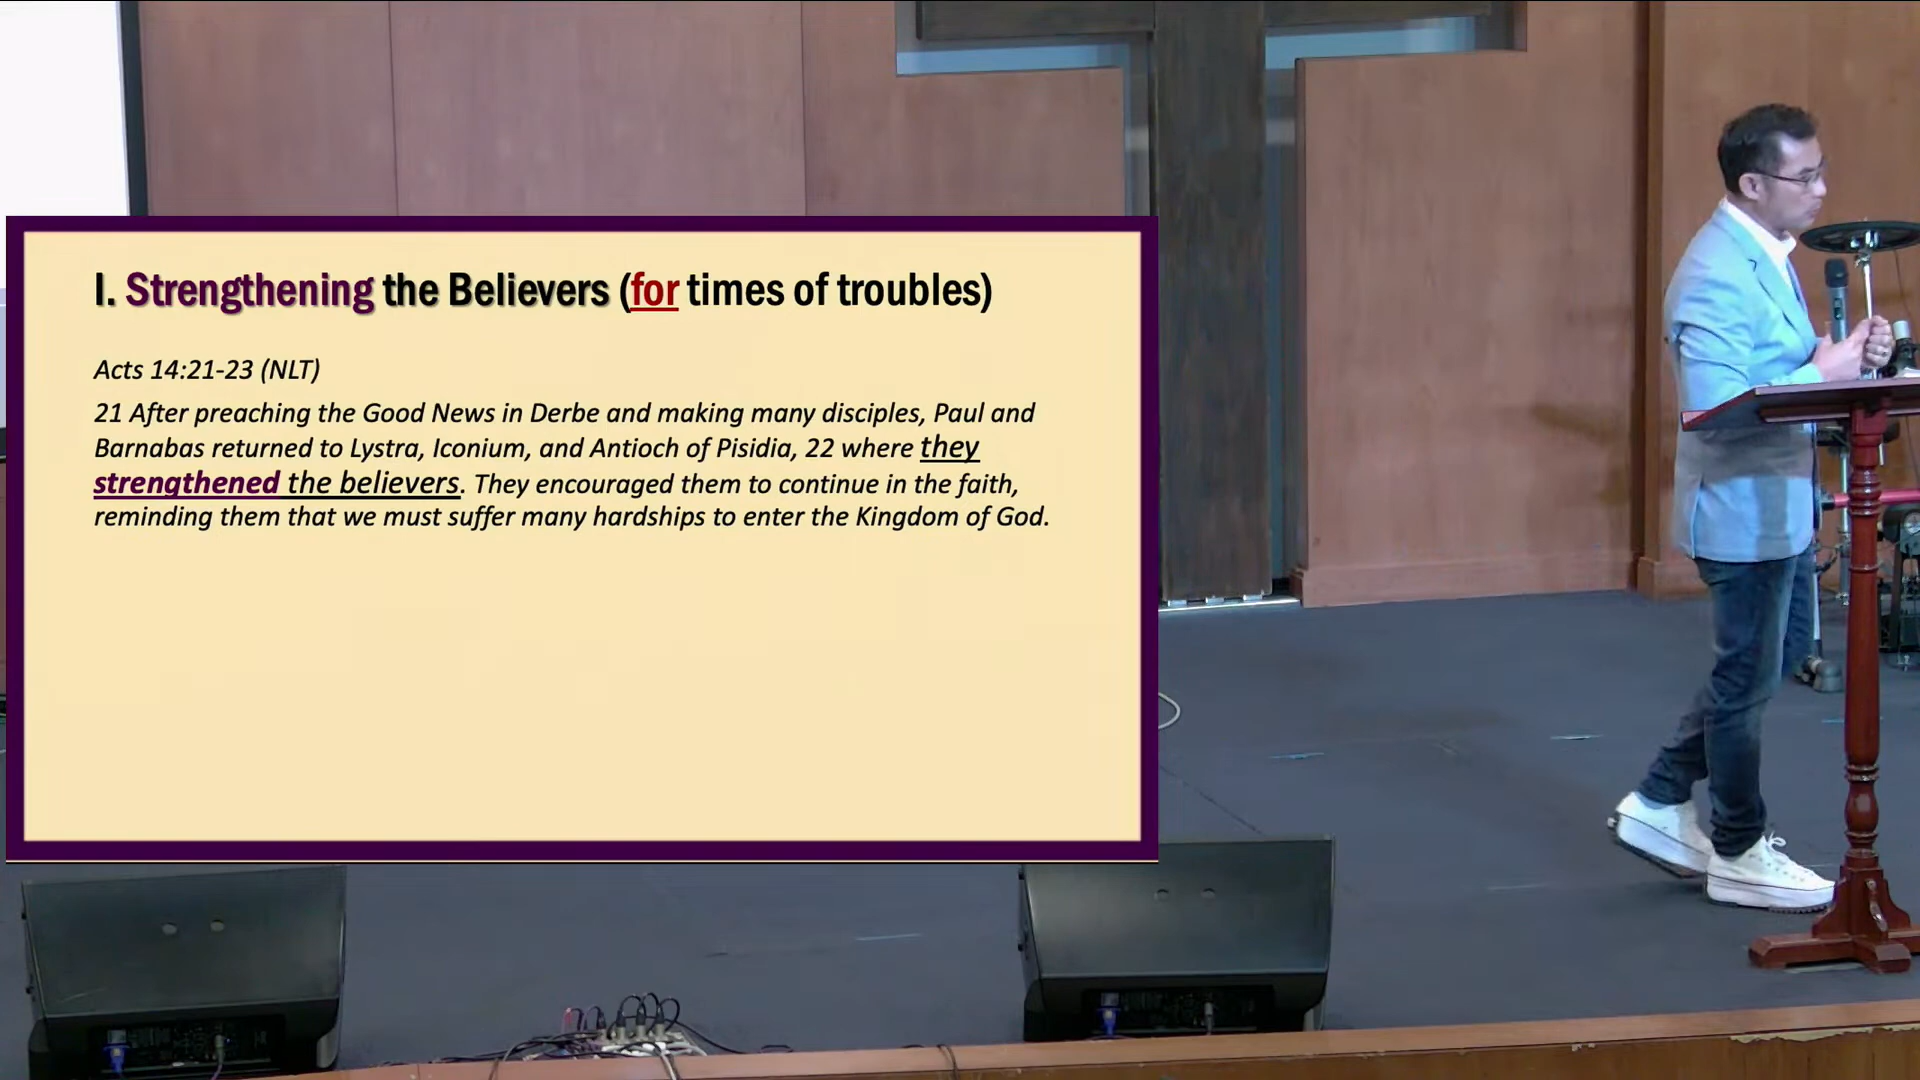 I. Strengthening the Believers (for times of troubles)
Acts 14:21-23 (NLT)
21 After preaching the Good News in Derbe and making many disciples, Paul and
Barnabas returned to Lystra, Iconium, and Antioch of Pisidia, 22 where they
strengthened the believers. They encouraged them to continue in the faith,
reminding them that we must suffer many hardships to enter the Kingdom of God.